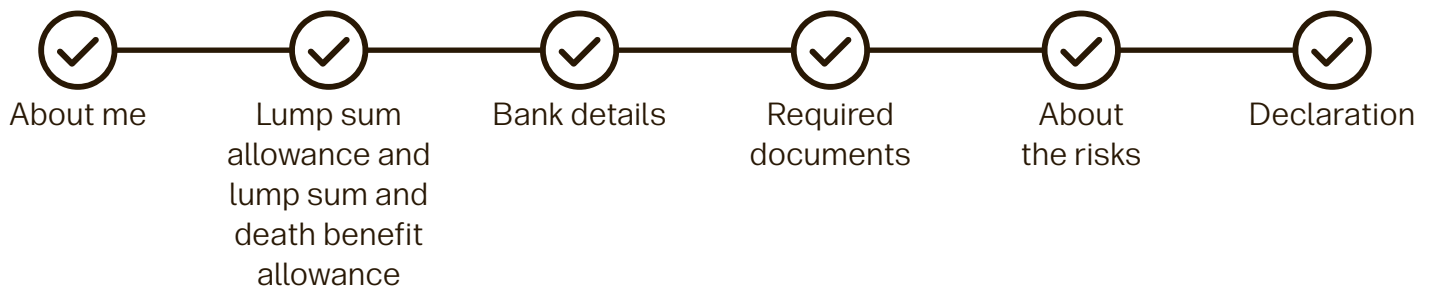 About me
Lump sum
allowance and
lump sum and
death benefit
allowance
Bank details
Required
documents
About
the risks
Declaration